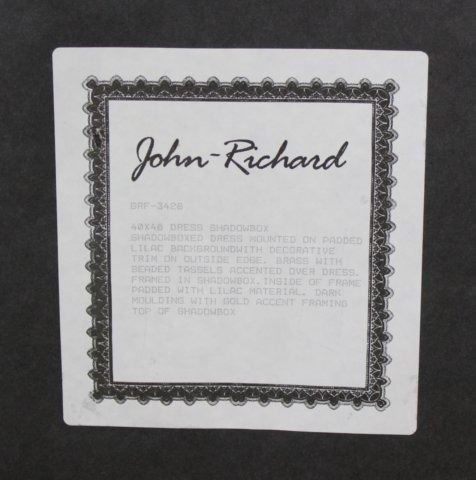 John-Richard
GRF-3428
40X46 DRESS SHADOWBOX
SHADOWBOXED DRESS MOUNTED ON PADDED
LILAC BACKGROUNDWITH DECORATIVE
TRIM ON OUTSIDE EDGE. BRASS WITH
BEADED TASSELS ACCENTED OVER DRESS.
FRAMED IN SHADOWBOX.INSIDE OF FRAME
PADDED WITH LILAC MATERIAL. DARK
MOULDING WITH GOLD ACCENT FRAMING
TOP OF SHADOWBOX